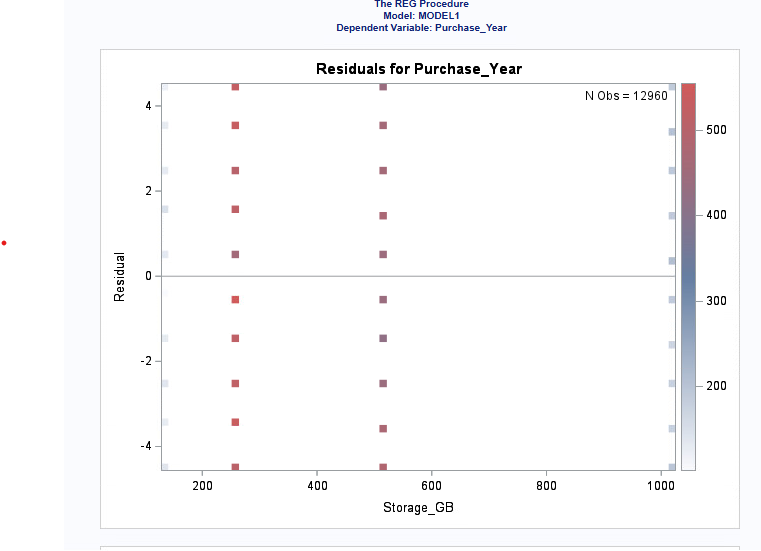 The REG Procedure
Model: MODEL1
Dependent Variable: Purchase_Year
Residuals for Purchase_Year
N Obs = 12960
4
2
0
-2
-4
Residual
200
400
600
800
1000
Storage_GB
500
400
300
200